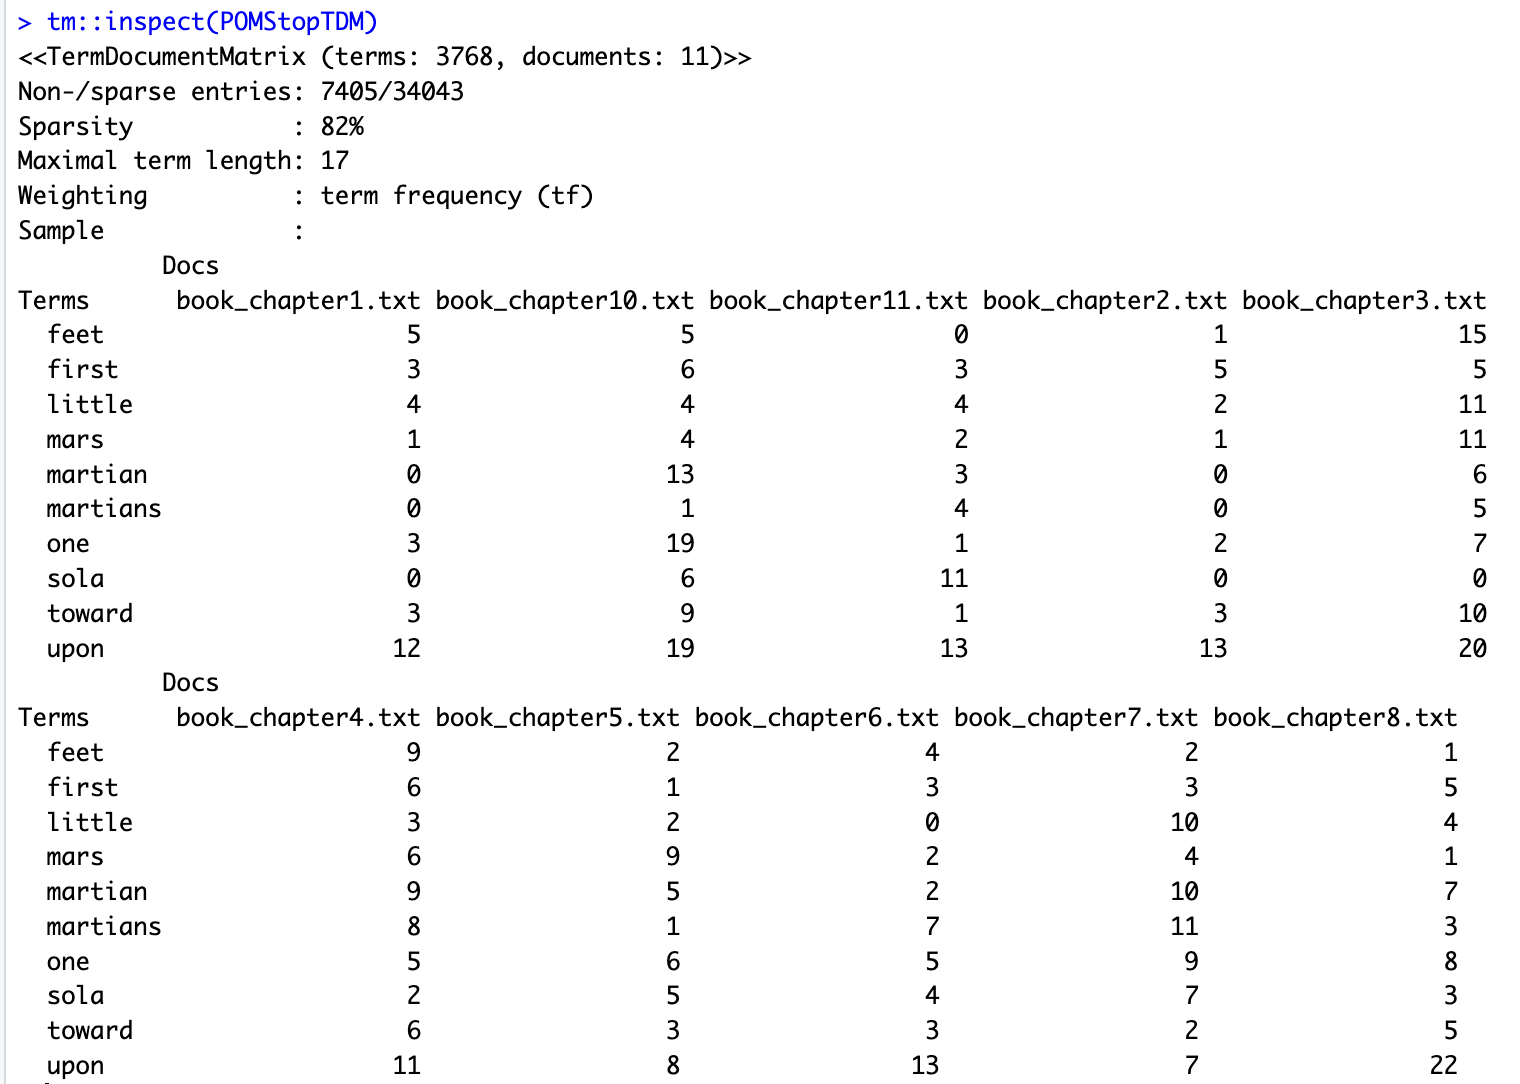 > tm::inspect(POMStopTDM)
<<TermDocumentMatrix (terms: 3768, documents: 11)>>
Non-/sparse entries: 7405/34043
Sparsity           : 82%
Maximal term length: 17
Weighting          : term frequency (tf)
Sample             :
          Docs
Terms      book_chapter1.txt book_chapter10.txt book_chapter11.txt book_chapter2.txt book_chapter3.txt
  feet                     5                  5                  0                 1                15
  first                    3                  6                  3                 5                 5
  little                   4                  4                  4                 2                11
  mars                     1                  4                  2                 1                11
  martian                  0                 13                  3                 0                 6
  martians                 0                  1                  4                 0                 5
  one                      3                 19                  1                 2                 7
  sola                     0                  6                 11                 0                 0
  toward                   3                  9                  1                 3                10
  upon                    12                 19                 13                13                20
          Docs
Terms      book_chapter4.txt book_chapter5.txt book_chapter6.txt book_chapter7.txt book_chapter8.txt
  feet                     9                 2                 4                 2                 1
  first                    6                 1                 3                 3                 5
  little                   3                 2                 0                10                 4
  mars                     6                 9                 2                 4                 1
  martian                  9                 5                 2                10                 7
  martians                 8                 1                 7                11                 3
  one                      5                 6                 5                 9                 8
  sola                     2                 5                 4                 7                 3
  toward                   6                 3                 3                 2                 5
  upon                    11                 8                13                 7                22